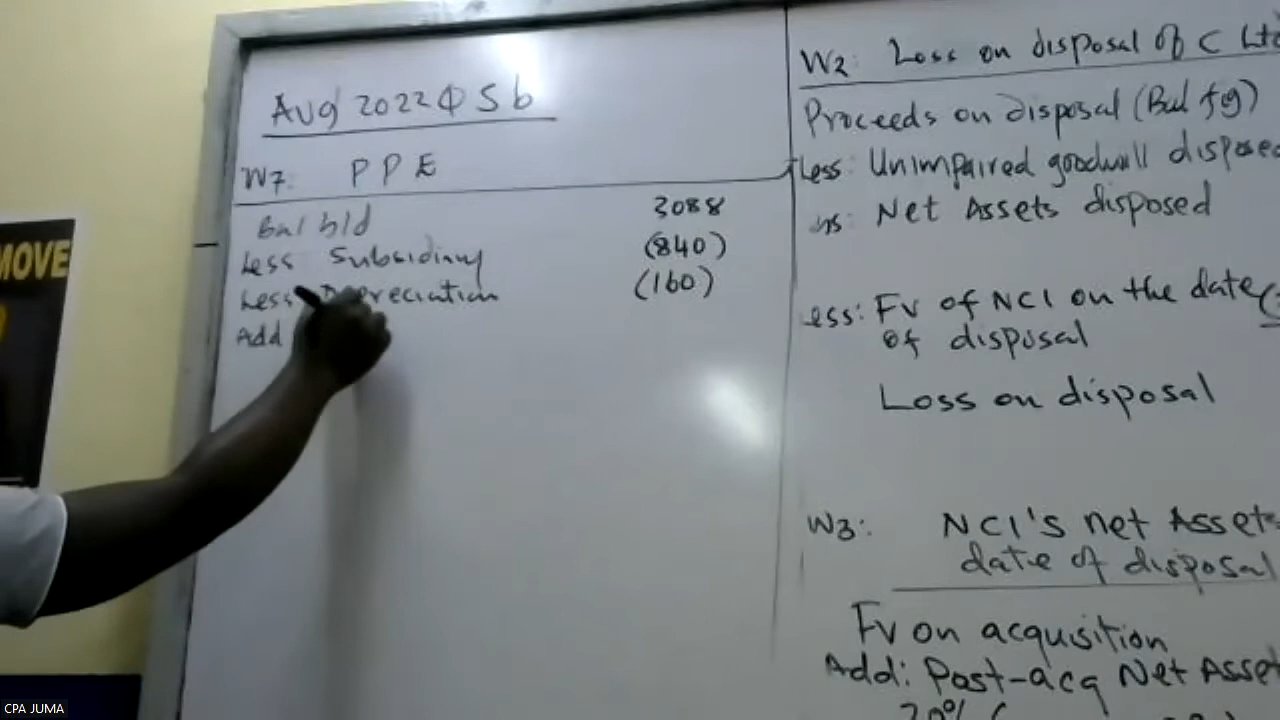 MOVE
Aug 2022 Q5b
W7: PPE
Bal b/d 3088
Less Subsidiary (840)
Less Depreciation (160)
Add
W2: Loss on disposal of C Ltd
Proceeds on disposal (Bal fg)
Less: Unimpaired goodwill disposed
Net Assets disposed
ess: FV of NCI on the date
of disposal
Loss on disposal
W3: NCI's net Assets
date of disposal
FV on acquisition
Add: Post-acq Net Asset
20% (
CPA JUMA